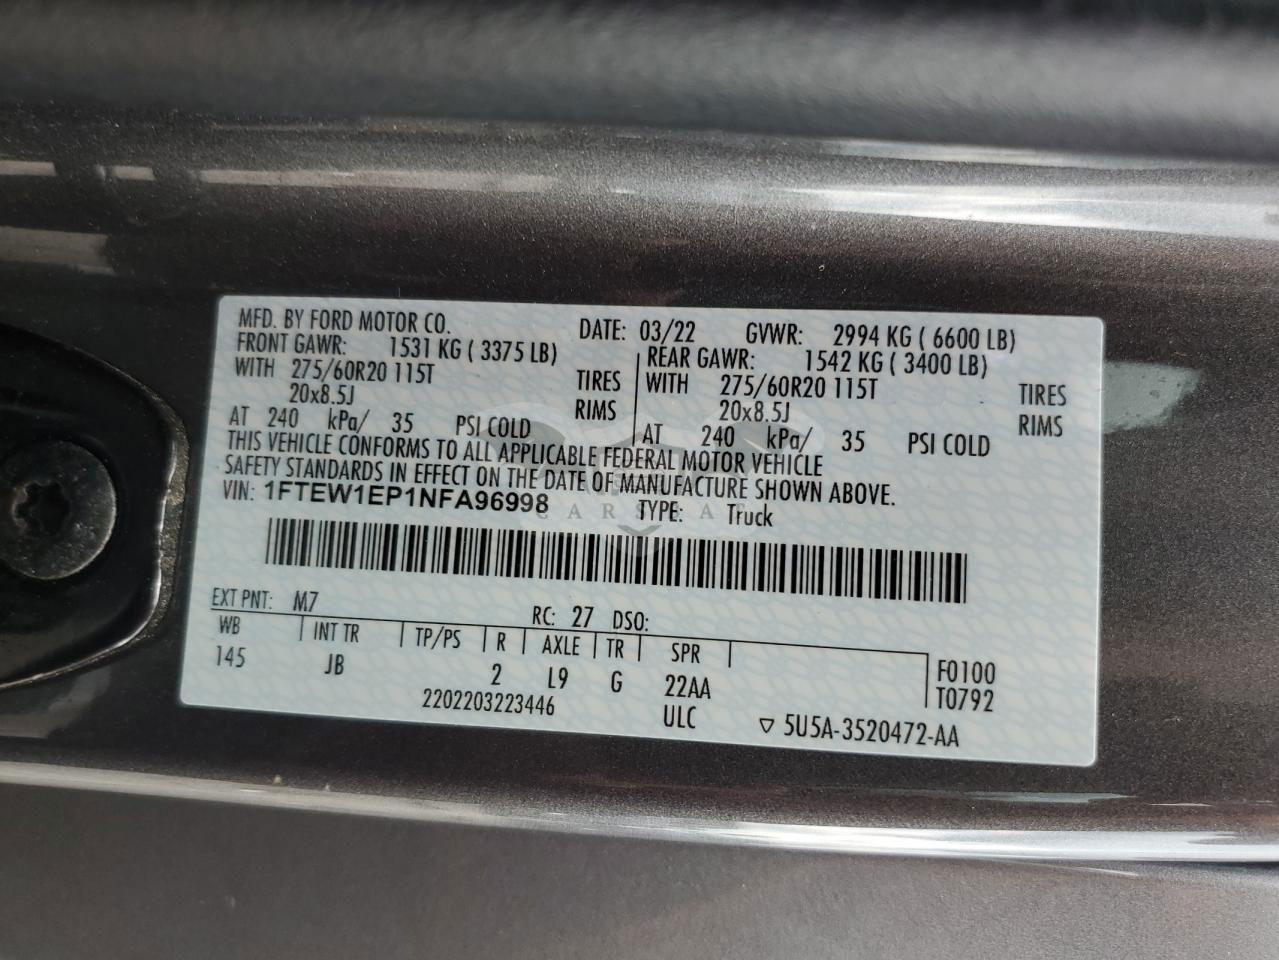 MFD. BY FORD MOTOR CO. DATE: 03/22 GVWR: 2994 KG ( 6600 LB)
FRONT GAWR: 1531 KG ( 3375 LB) REAR GAWR: 1542 KG ( 3400 LB)
WITH 275/60R20 115T TIRES WITH 275/60R20 115T TIRES
20x8.5J RIMS 20x8.5J RIMS
AT 240 kPa/ 35 PSI COLD AT 240 kPa/ 35 PSI COLD
THIS VEHICLE CONFORMS TO ALL APPLICABLE FEDERAL MOTOR VEHICLE
SAFETY STANDARDS IN EFFECT ON THE DATE OF MANUFACTURE SHOWN ABOVE.
VIN: 1FTEW1EP1NFA96998 TYPE: Truck
EXT PNT: M7 RC: 27 DSO:
WB INT TR TP/PS R AXLE TR SPR
145 JB 2 L9 G 22AA F0100
2202203223446 ULC T0792
▽ 5U5A-3520472-AA